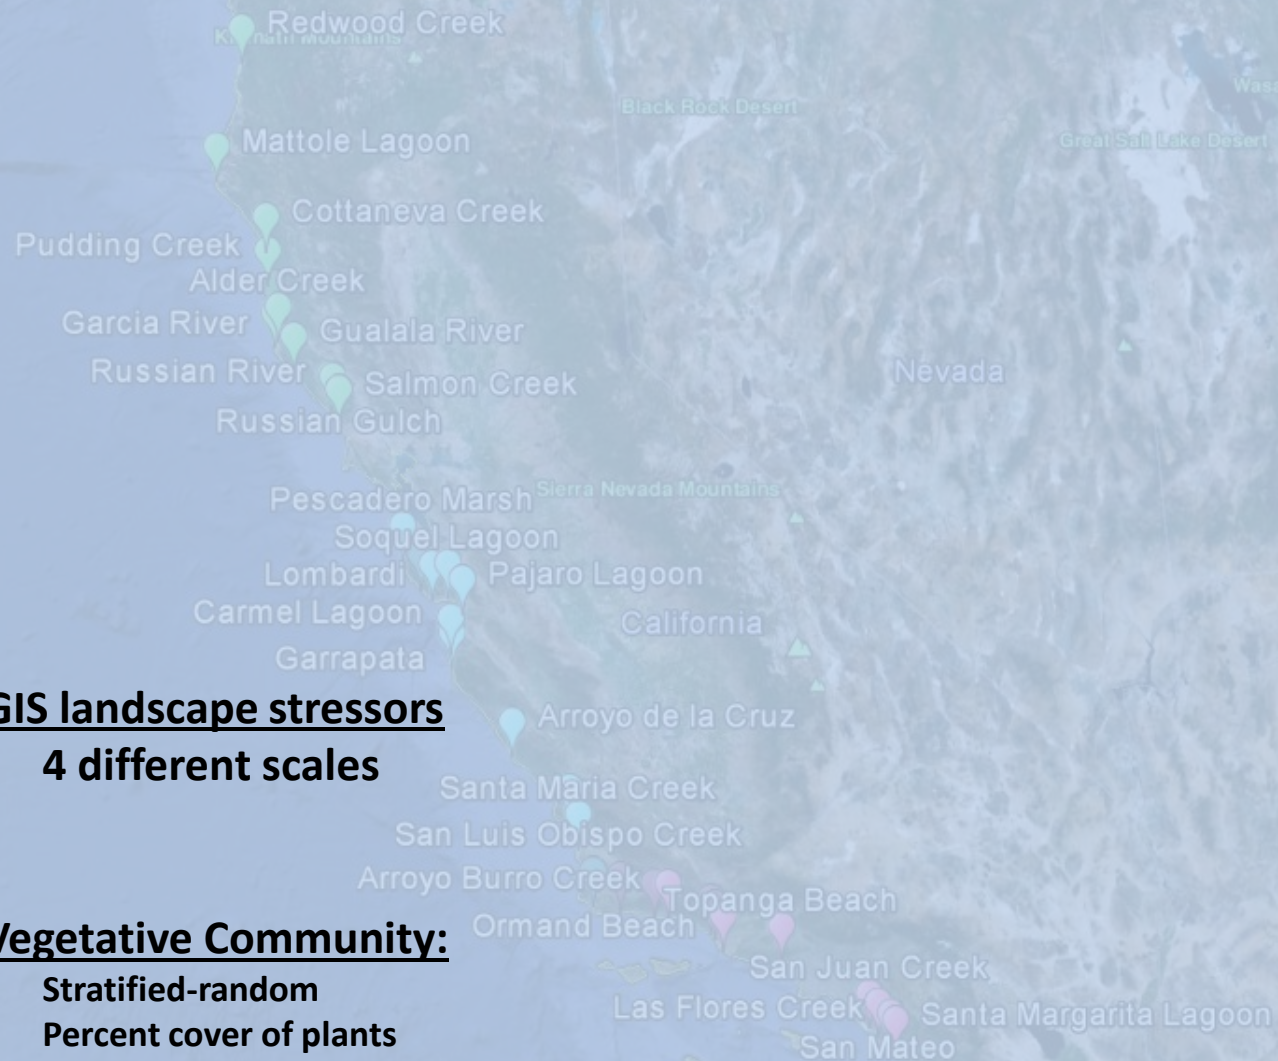 Redwood Creek
Klamath Mountains
Black Rock Desert
Great Salt Lake Desert
Mattole Lagoon
Cottaneva Creek
Pudding Creek
Alder Creek
Garcia River
Gualala River
Russian River
Nevada
Salmon Creek
Russian Gulch
Pescadero Marsh
Sierra Nevada Mountains
Soquel Lagoon
Lombardi
Pajaro Lagoon
Carmel Lagoon
California
Garrapata
GIS landscape stressors
Arroyo de la Cruz
4 different scales
Santa Maria Creek
San Luis Obispo Creek
Arroyo Burro Creek
Topanga Beach
Ormand Beach
Vegetative Community:
San Juan Creek
Stratified-random
Las Flores Creek
Santa Margarita Lagoon
Percent cover of plants
San Mateo